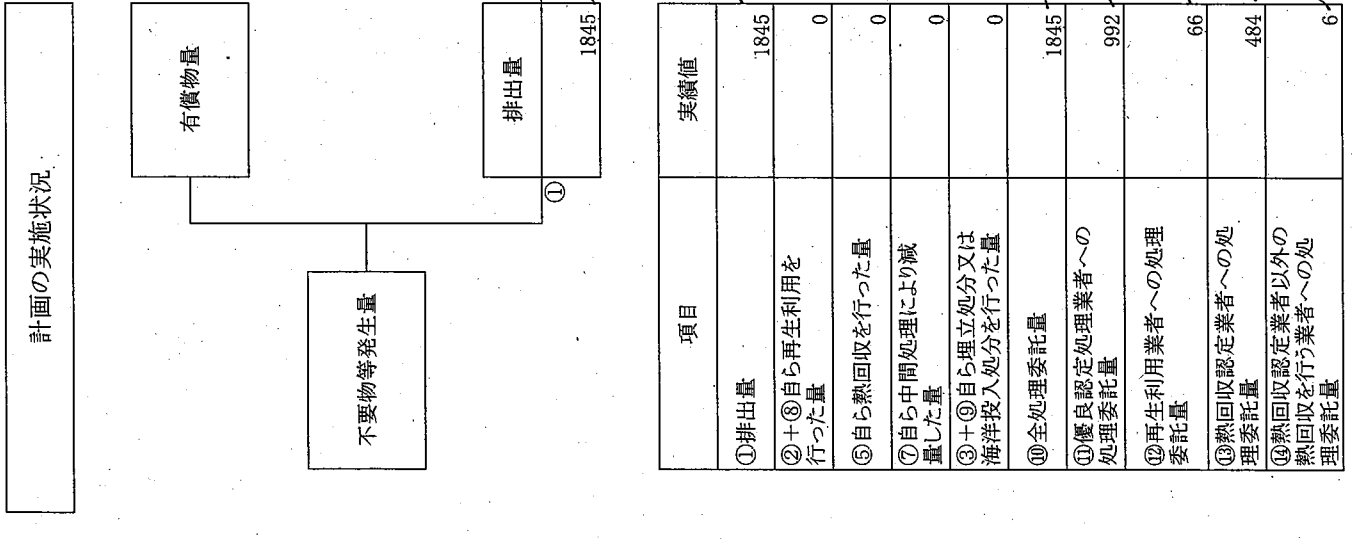 計画の実施状況
有償物量
不要物等発生量
①
排出量
1845
項目
実績値
①排出量
1845
②+⑧自ら再生利用を
行った量
0
⑤自ら熱回収を行った量
0
⑦自ら中間処理により減
量した量
0
③+⑨自ら埋立処分又は
海洋投入処分を行った量
0
⑩全処理委託量
1845
⑪優良認定処理業者への
処理委託量
992
⑫再生利用業者への処理
委託量
66
⑬熱回収認定業者への処
理委託量
484
⑭熱回収認定業者以外の
熱回収を行う業者への処
理委託量
6